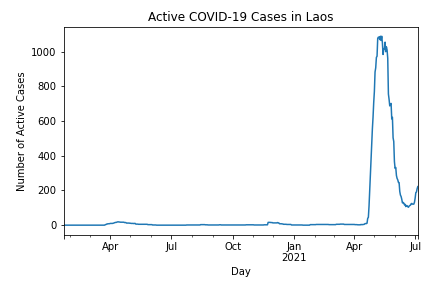 Active COVID-19 Cases in Laos
Number of Active Cases
1000
800
600
400
200
0
Apr
Jul
Oct
Jan
2021
Apr
Jul
Day